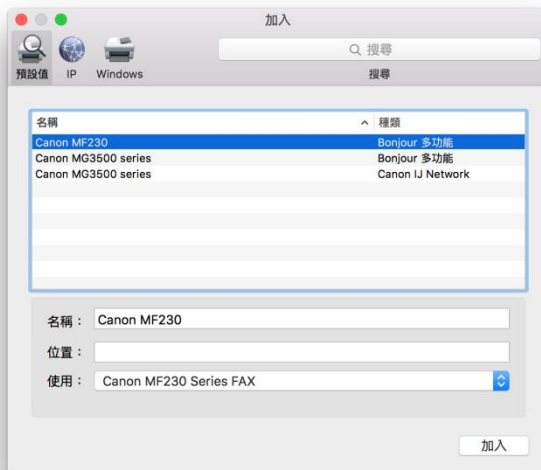 加入
搜尋
預設值 IP Windows 搜尋
名稱 種類
Canon MF230 Bonjour 多功能
Canon MG3500 series Bonjour 多功能
Canon MG3500 series Canon IJ Network
名稱： Canon MF230
位置：
使用： Canon MF230 Series FAX
加入